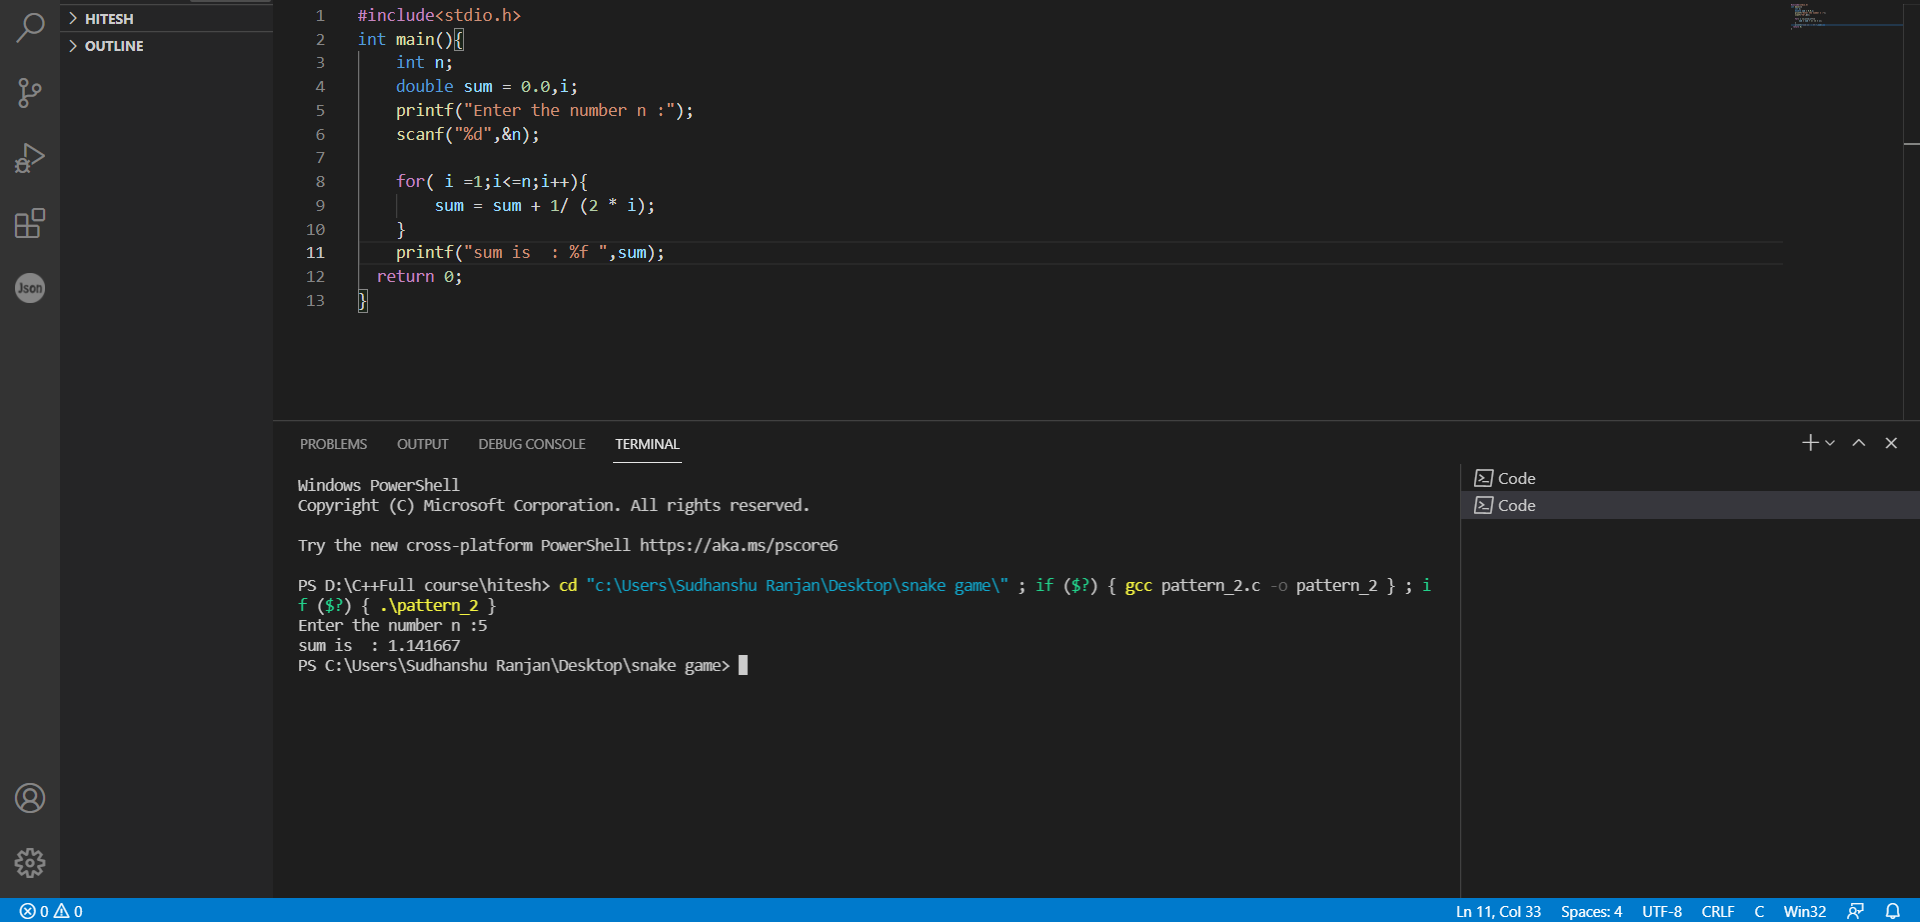 HITESH
OUTLINE
Json
1 #include<stdio.h>
2 int main(){
3 int n;
4 double sum = 0.0,i;
5 printf("Enter the number n :");
6 scanf("%d",&n);
7
8 for( i =1;i<=n;i++){
9 sum = sum + 1/ (2 * i);
10 }
11 printf("sum is  : %f ",sum);
12 return 0;
13 }
PROBLEMS OUTPUT DEBUG CONSOLE TERMINAL
Windows PowerShell
Copyright (C) Microsoft Corporation. All rights reserved.
Try the new cross-platform PowerShell https://aka.ms/pscore6
PS D:\C++Full course\hitesh> cd "c:\Users\Sudhanshu Ranjan\Desktop\snake game\" ; if ($?) { gcc pattern_2.c -o pattern_2 } ; i
f ($?) { .\pattern_2 }
Enter the number n :5
sum is  : 1.141667
PS C:\Users\Sudhanshu Ranjan\Desktop\snake game>
Code
Code
0 0 Ln 11, Col 33 Spaces: 4 UTF-8 CRLF C Win32